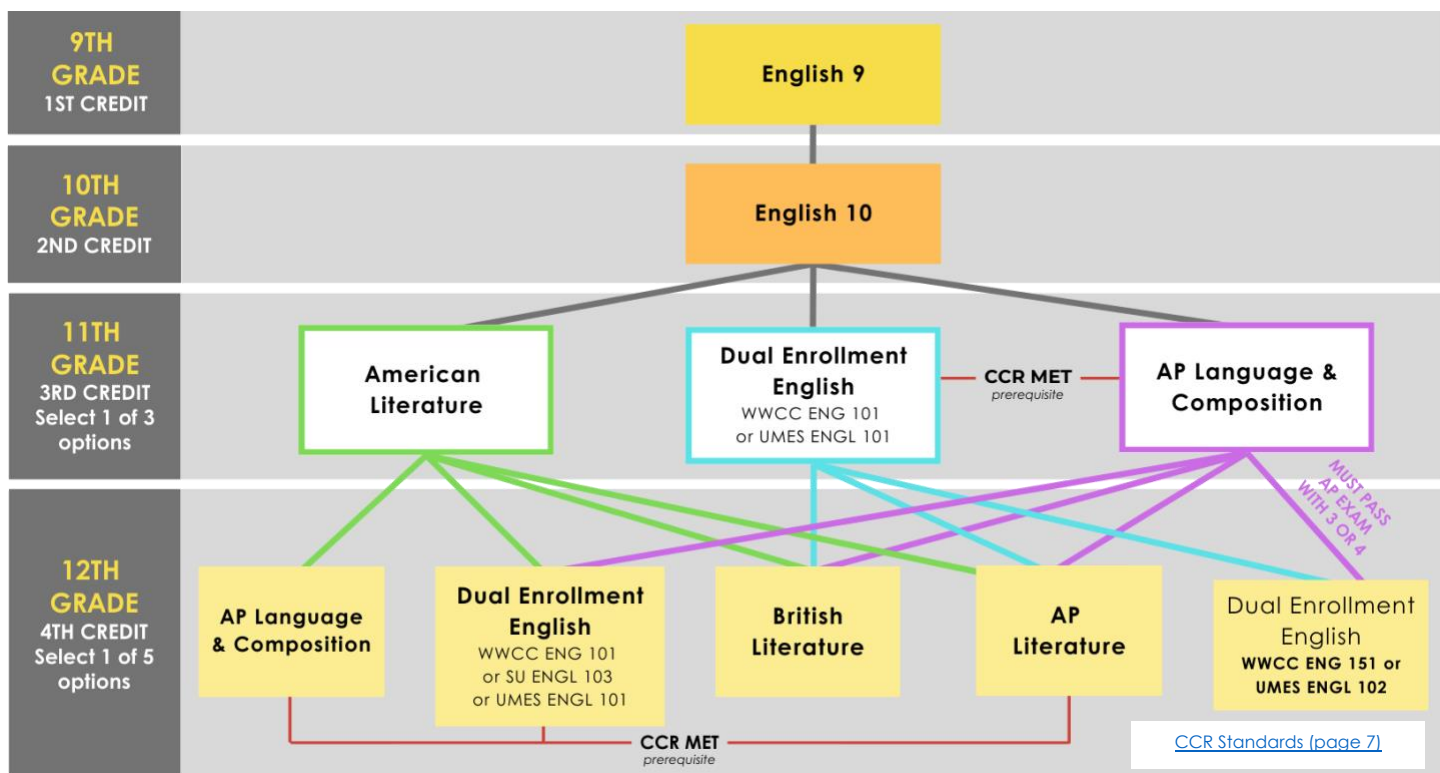 9TH
GRADE
1ST CREDIT
English 9
10TH
GRADE
2ND CREDIT
English 10
11TH
GRADE
3RD CREDIT
Select 1 of 3
options
American
Literature
Dual Enrollment
English
WWCC ENG 101
or UMES ENGL 101
CCR MET
prerequisite
AP Language &
Composition
MUST PASS
AP EXAM
WITH 3 OR 4
12TH
GRADE
4TH CREDIT
Select 1 of 5
options
AP Language
& Composition
Dual Enrollment
English
WWCC ENG 101
or SU ENGL 103
or UMES ENGL 101
British
Literature
AP
Literature
Dual Enrollment
English
WWCC ENG 151 or
UMES ENGL 102
CCR MET
prerequisite
CCR Standards (page 7)